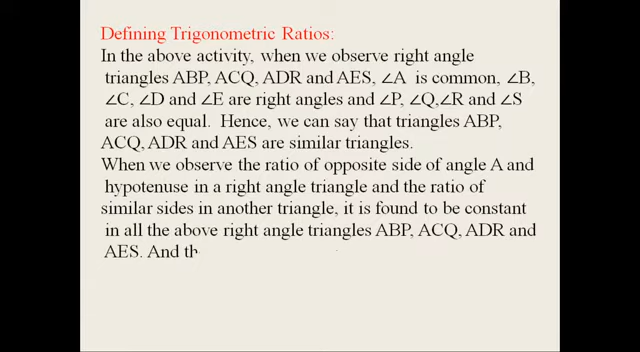 Defining Trigonometric Ratios:
In the above activity, when we observe right angle
triangles ABP, ACQ, ADR and AES, ∠A is common, ∠B,
∠C, ∠D and ∠E are right angles and ∠P, ∠Q,∠R and ∠S
are also equal. Hence, we can say that triangles ABP,
ACQ, ADR and AES are similar triangles.
When we observe the ratio of opposite side of angle A and
hypotenuse in a right angle triangle and the ratio of
similar sides in another triangle, it is found to be constant
in all the above right angle triangles ABP, ACQ, ADR and
AES. And th